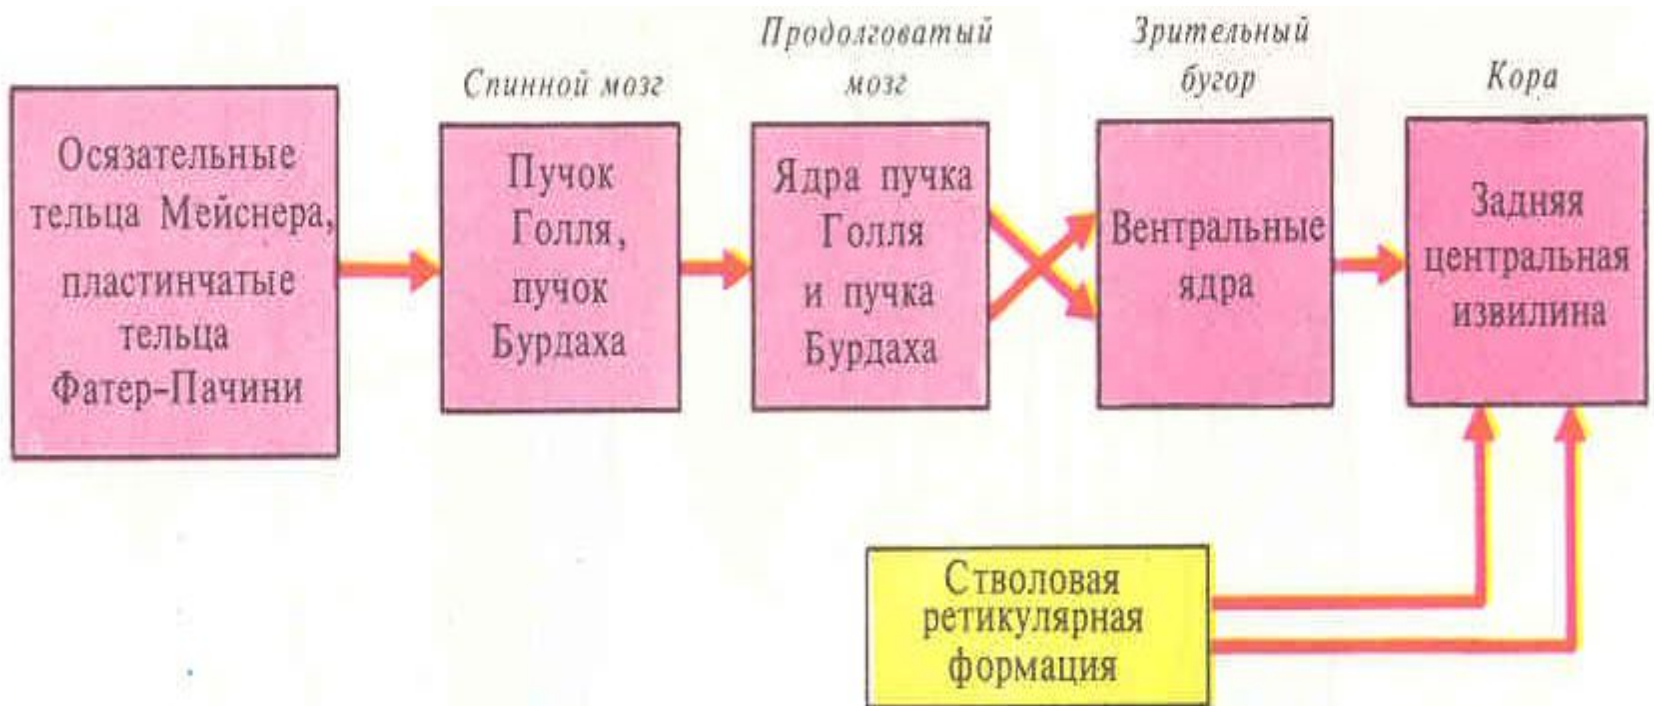 Продолговатый
мозг
Зрительный
бугор
Спинной мозг
Кора
Осязательные
тельца Мейснера,
пластинчатые
тельца
Фатер-Пачини
Пучок
Голля,
пучок
Бурдаха
Ядра пучка
Голля
и пучка
Бурдаха
Вентральные
ядра
Задняя
центральная
извилина
Стволовая
ретикулярная
формация